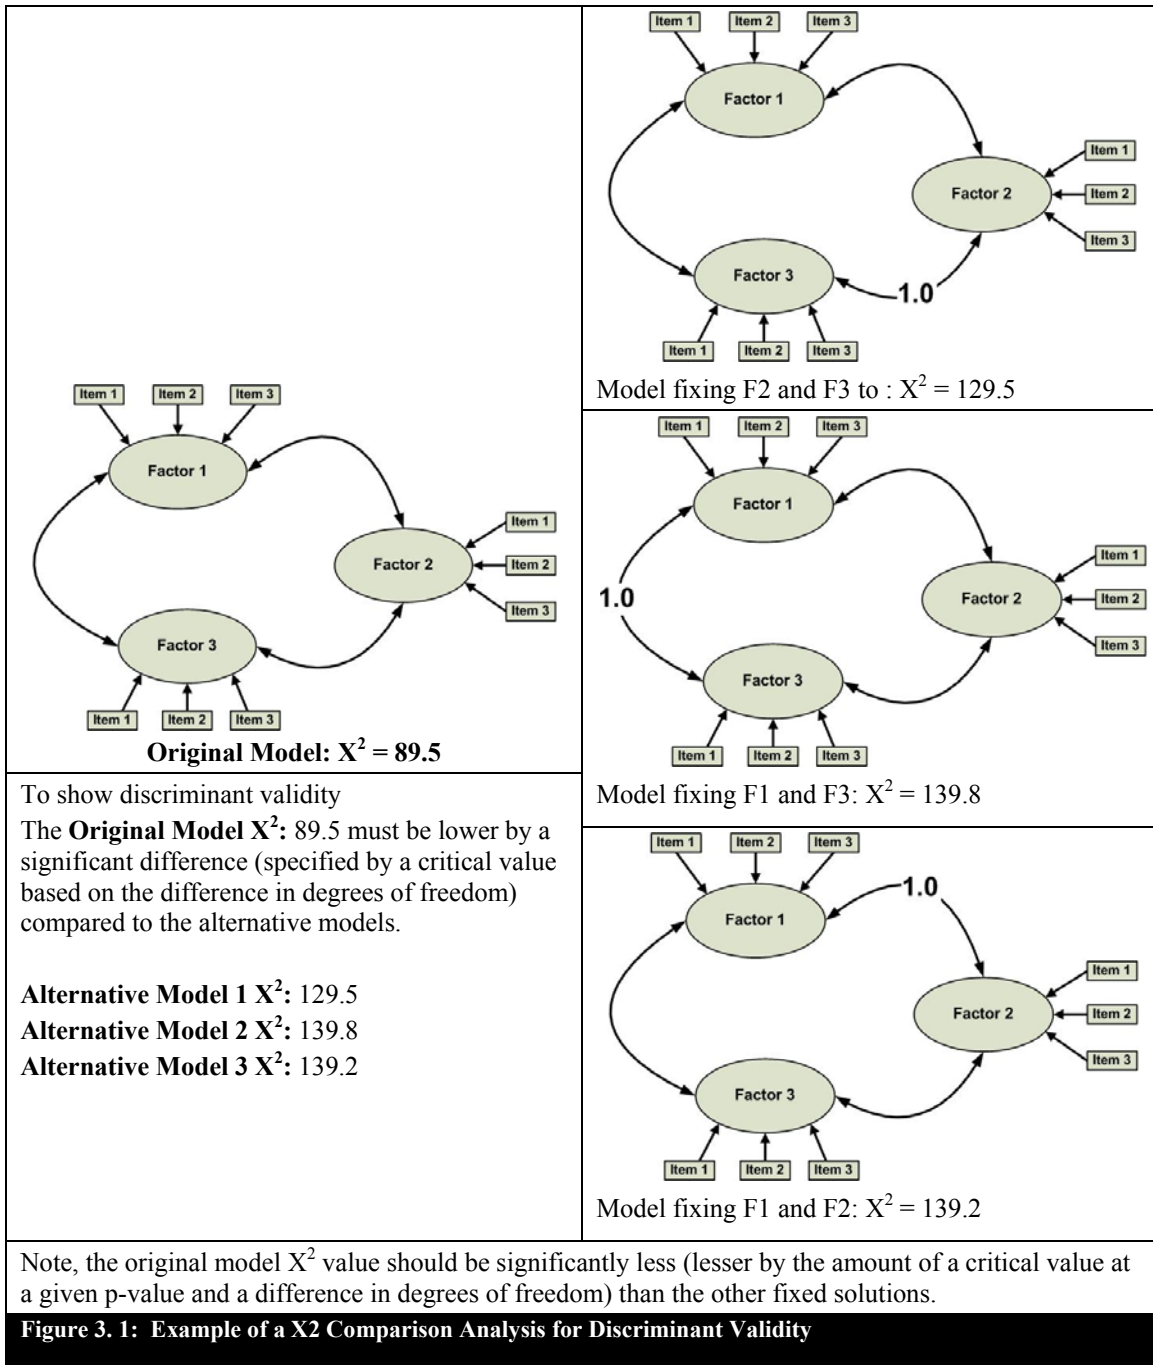 Item 1 Item 2 Item 3
Factor 1
Item 1
Factor 2
Item 2
Item 3
Factor 3
Item 1 Item 2 Item 3
Original Model: X² = 89.5
To show discriminant validity
The Original Model X²: 89.5 must be lower by a
significant difference (specified by a critical value
based on the difference in degrees of freedom)
compared to the alternative models.
Alternative Model 1 X²: 129.5
Alternative Model 2 X²: 139.8
Alternative Model 3 X²: 139.2
Item 1 Item 2 Item 3
Factor 1
Item 1
Factor 2
Item 2
Item 3
Factor 3
1.0
Item 1 Item 2 Item 3
Model fixing F2 and F3 to : X² = 129.5
Item 1 Item 2 Item 3
Factor 1
Item 1
1.0
Factor 2
Item 2
Item 3
Factor 3
Item 1 Item 2 Item 3
Model fixing F1 and F3: X² = 139.8
Item 1 Item 2 Item 3
1.0
Factor 1
Item 1
Factor 2
Item 2
Item 3
Factor 3
Item 1 Item 2 Item 3
Model fixing F1 and F2: X² = 139.2
Note, the original model X² value should be significantly less (lesser by the amount of a critical value at
a given p-value and a difference in degrees of freedom) than the other fixed solutions.
Figure 3. 1: Example of a X2 Comparison Analysis for Discriminant Validity